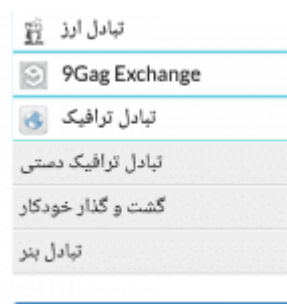 تبادل ارز
9Gag Exchange
تبادل ترافیک
تبادل ترافیک دستی
گشت و گذار خودکار
تبادل بنر